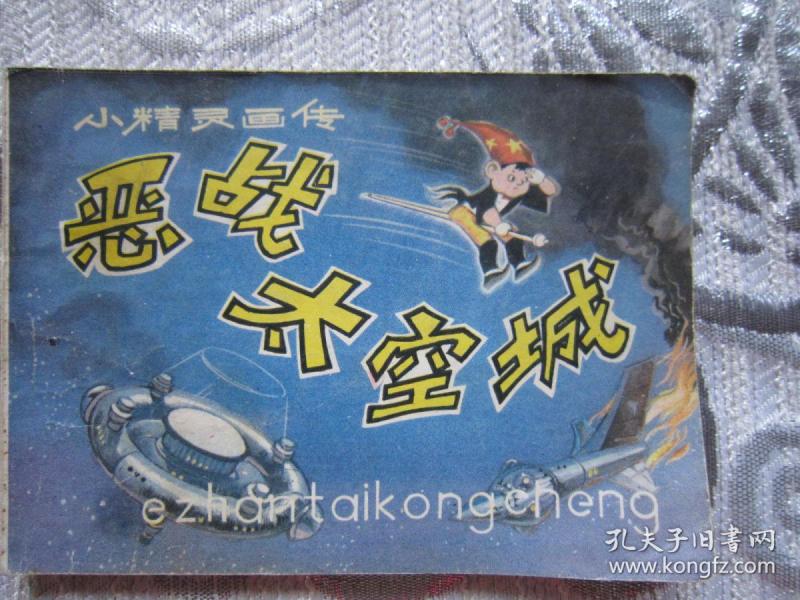 小精灵画传
恶战
太空城
ezhantaikongcheng
孔夫子旧书网
www.kongfz.com